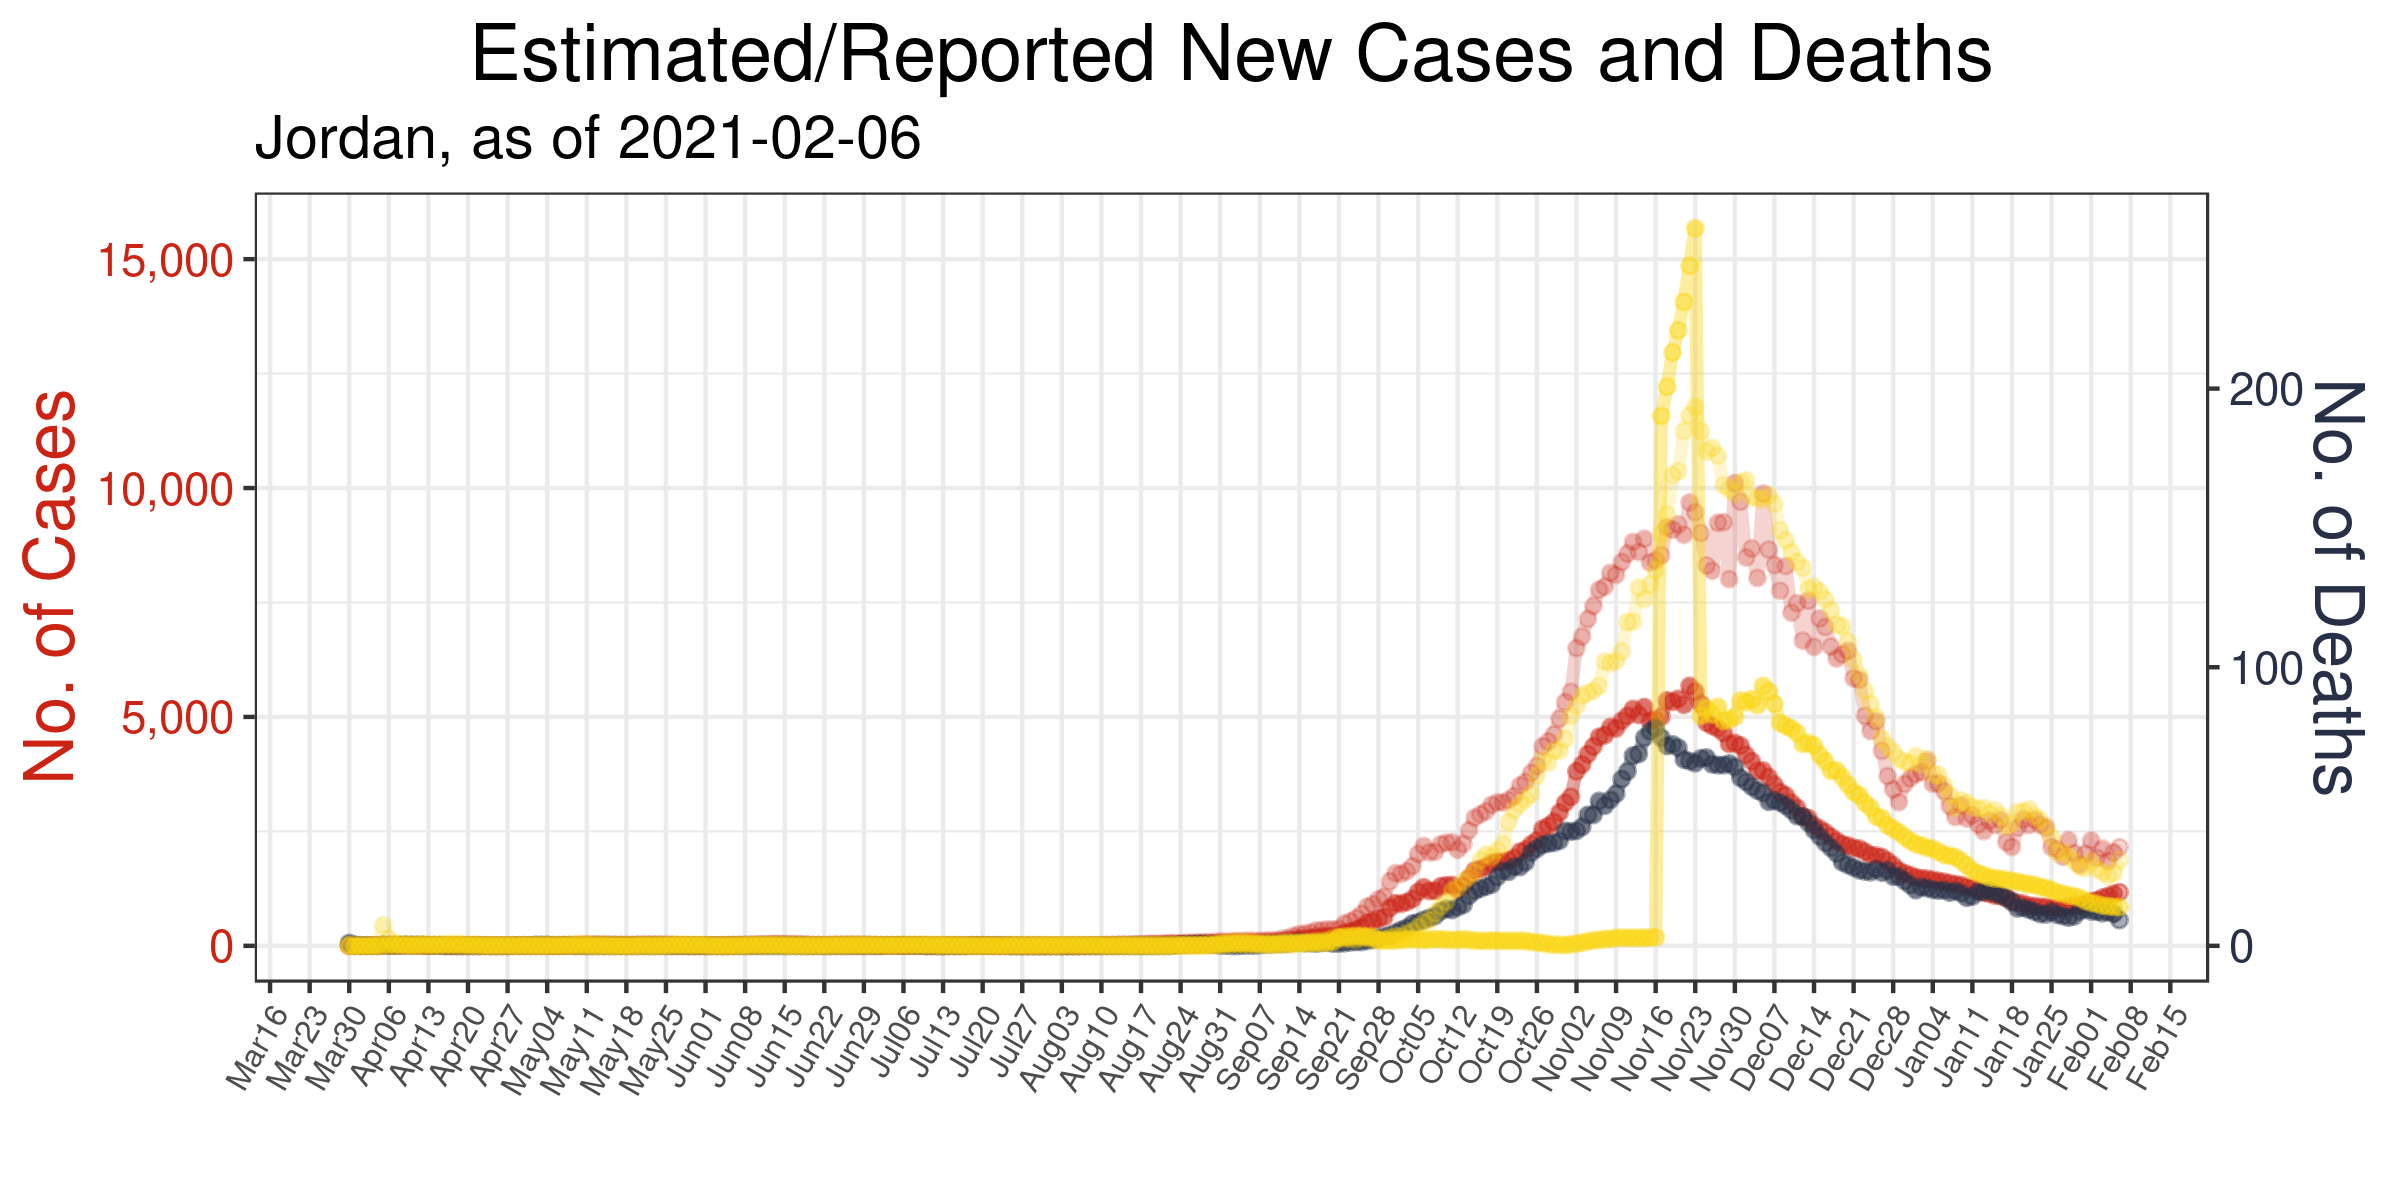 Estimated/Reported New Cases and Deaths
Jordan, as of 2021-02-06
No. of Cases
15,000
10,000
5,000
0
200
100
0
No. of Deaths
Mar16
Mar23
Mar30
Apr06
Apr13
Apr20
Apr27
May04
May11
May18
May25
Jun01
Jun08
Jun15
Jun22
Jun29
Jul06
Jul13
Jul20
Jul27
Aug03
Aug10
Aug17
Aug24
Aug31
Sep07
Sep14
Sep21
Sep28
Oct05
Oct12
Oct19
Oct26
Nov02
Nov09
Nov16
Nov23
Nov30
Dec07
Dec14
Dec21
Dec28
Jan04
Jan11
Jan18
Jan25
Feb01
Feb08
Feb15